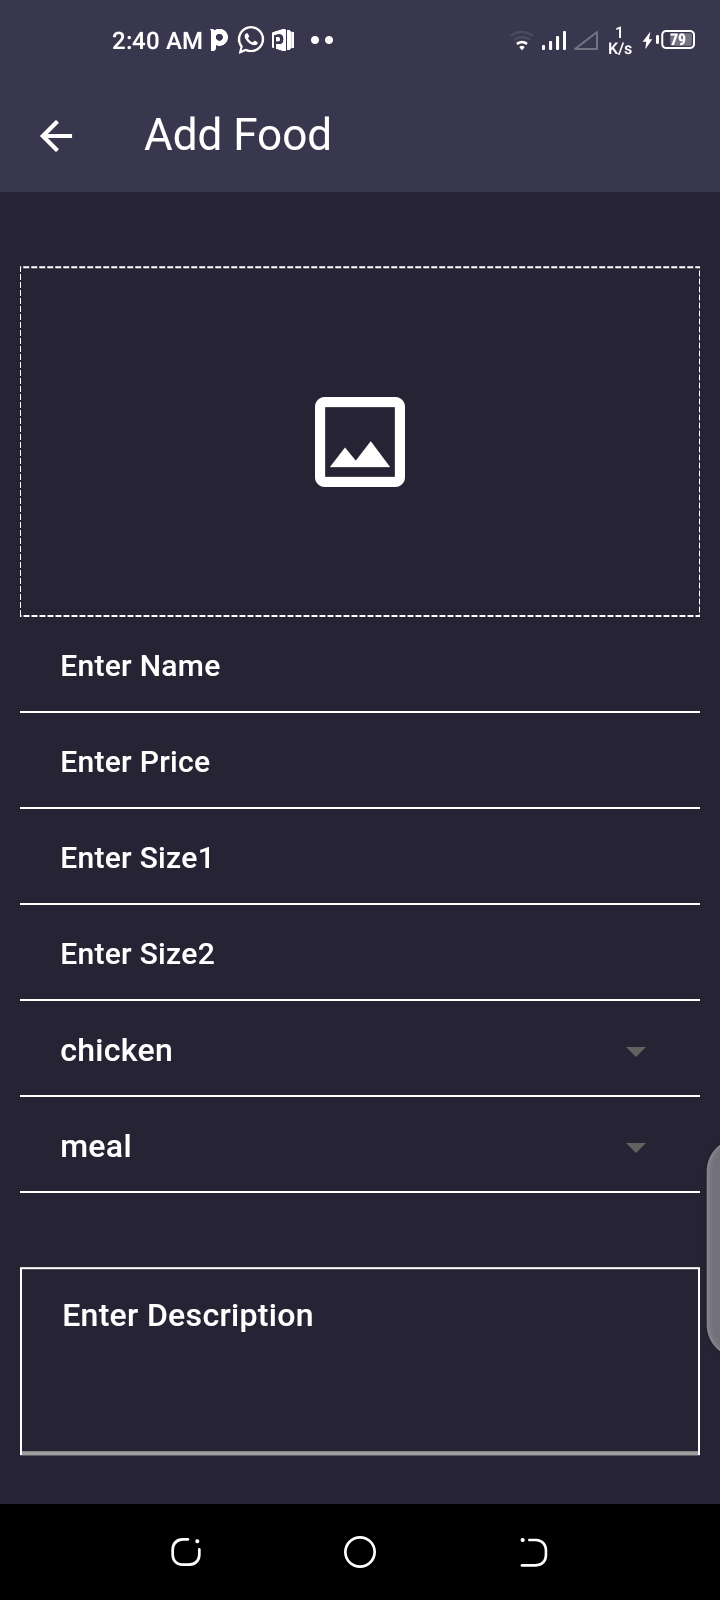 2:40 AM
1
K/s
79
Add Food
Enter Name
Enter Price
Enter Size1
Enter Size2
chicken
meal
Enter Description